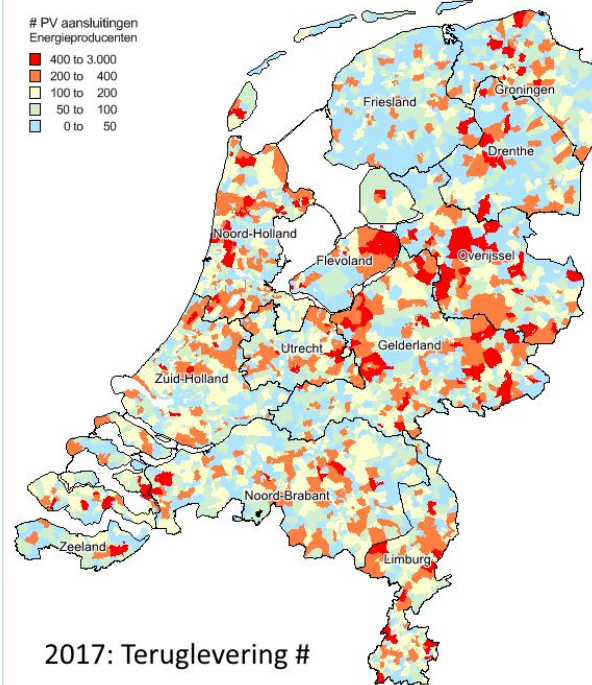 # PV aansluitingen
Energieproducenten
400 to 3.000
200 to 400
100 to 200
50 to 100
0 to 50
Groningen
Friesland
Drenthe
Noord-Holland
Flevoland
Overijssel
Utrecht
Gelderland
Zuid-Holland
Noord-Brabant
Zeeland
Limburg
2017: Teruglevering #